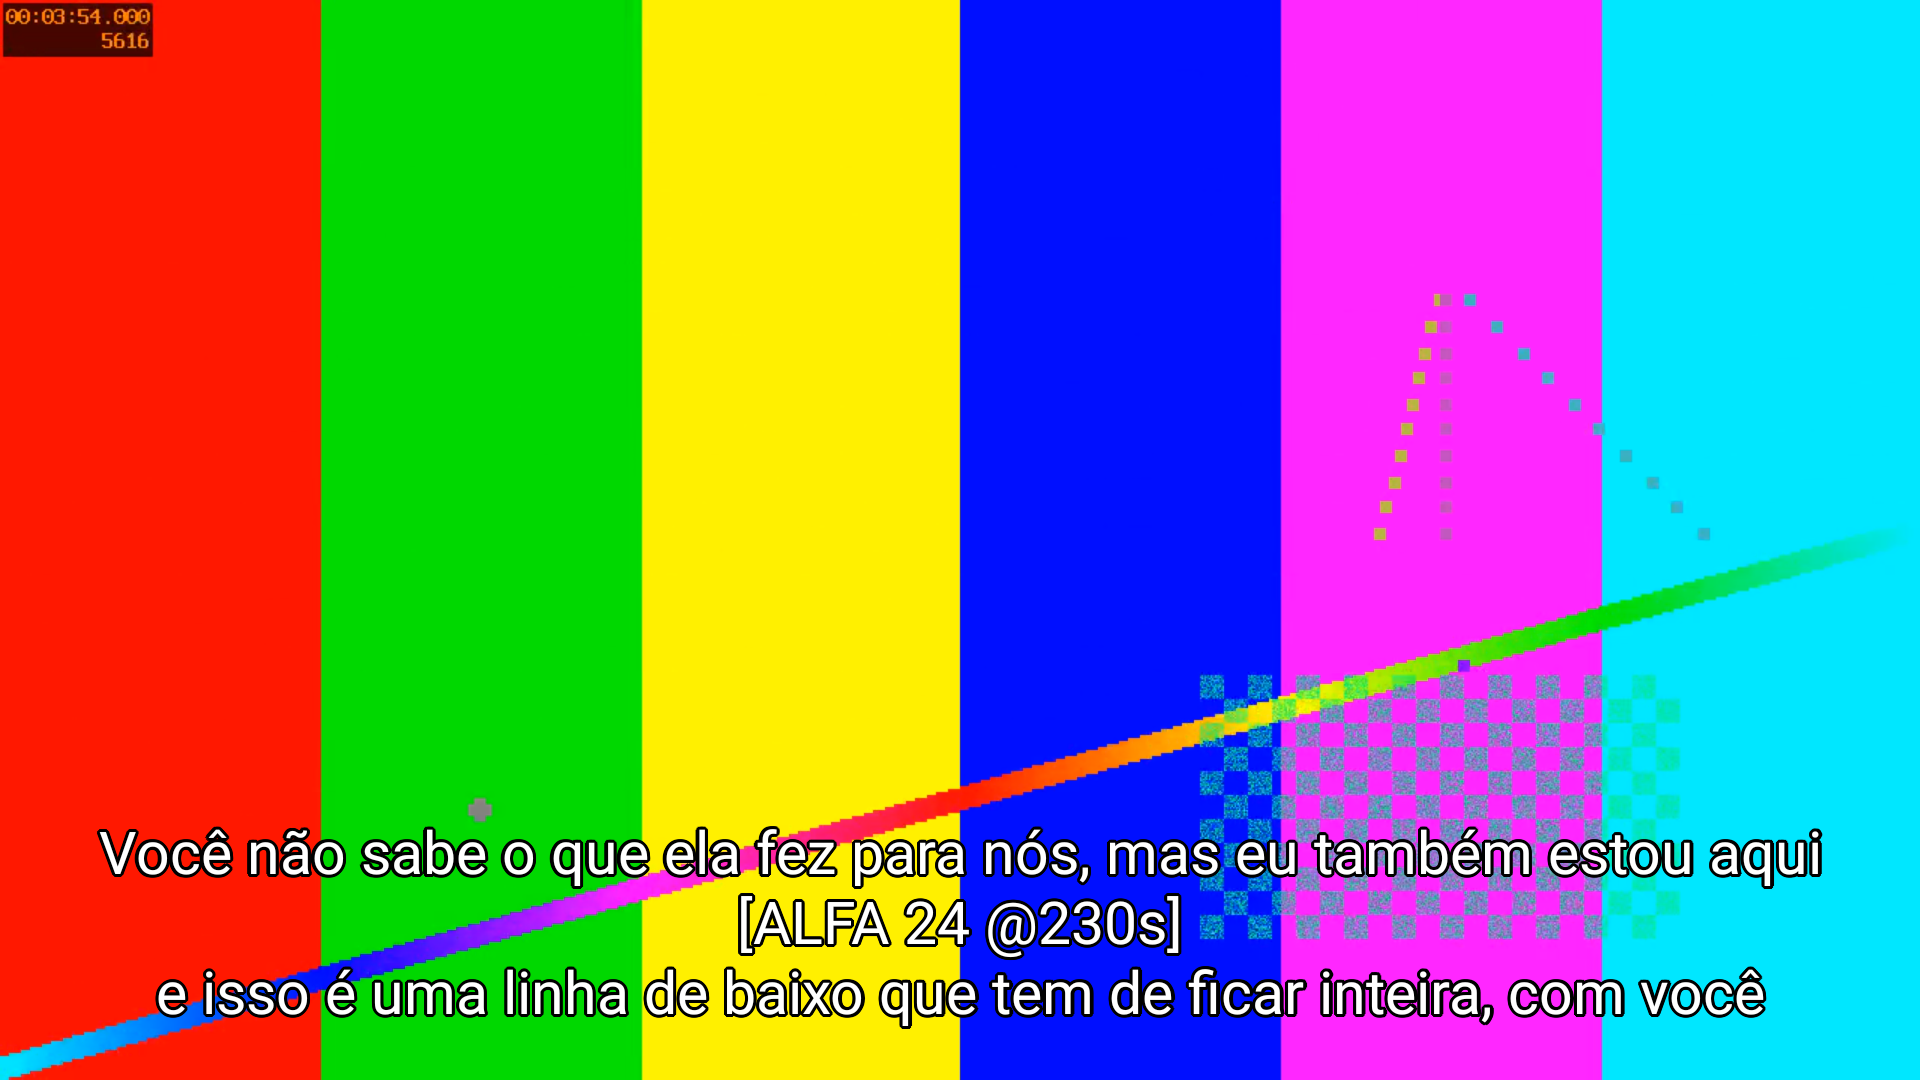 00:03:54.000
5616
Você não sabe o que ela fez para nós, mas eu também estou aqui
[ALFA 24 @230s]
e isso é uma linha de baixo que tem de ficar inteira, com você